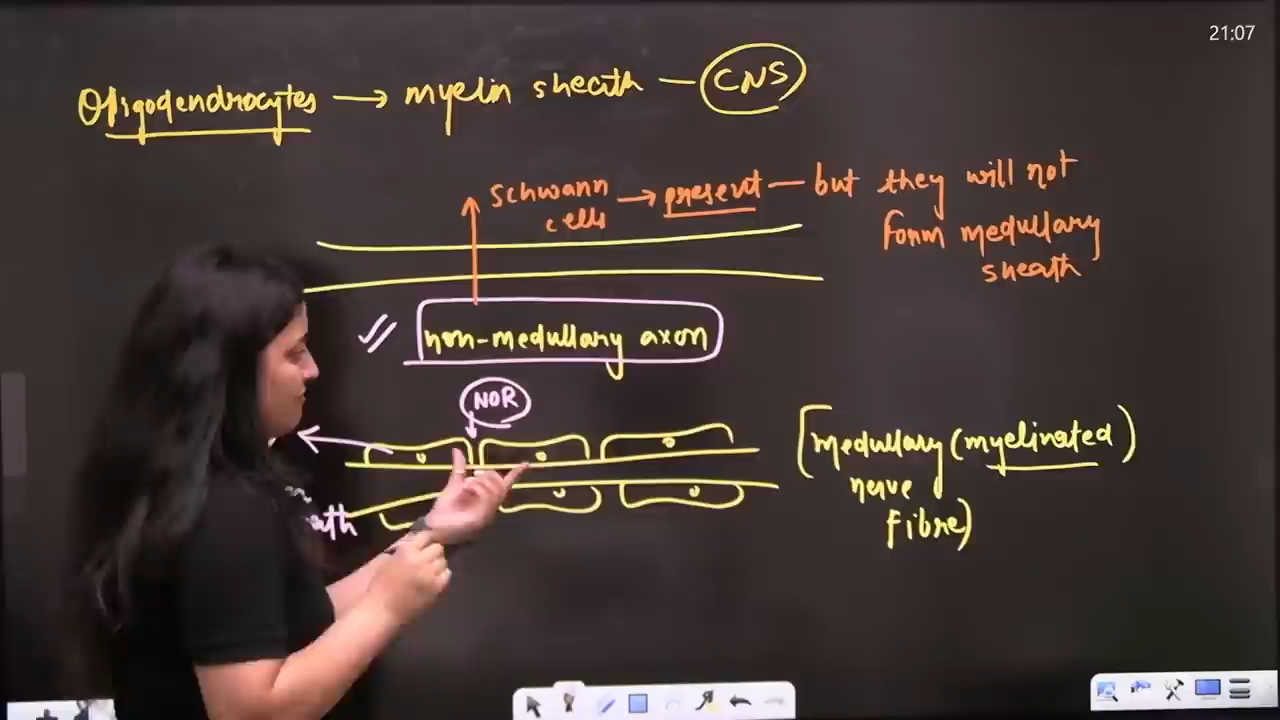 21:07
Oligodendrocytes → myelin sheath — CNS
Schwann cells → present — but they will not
form medullary
sheath
non-medullary axon
NOR
Medullary (myelinated)
nerve
fibre)